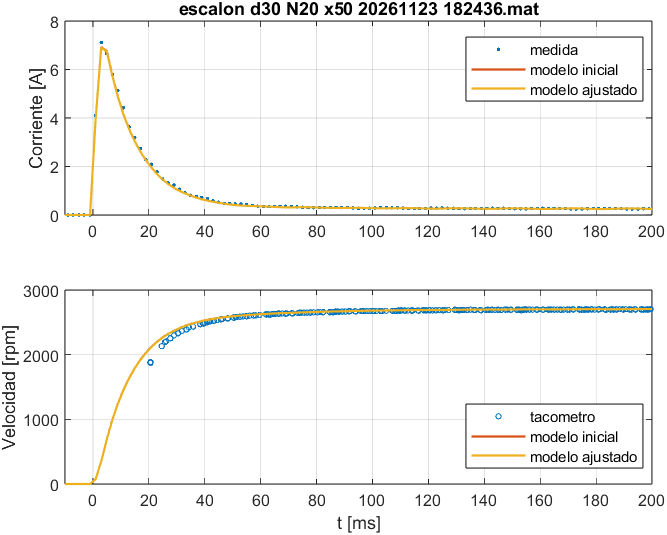 escalon d30 N20 x50 20261123 182436.mat
Corriente [A]
8
6
4
2
0
medida
modelo inicial
modelo ajustado
0 20 40 60 80 100 120 140 160 180 200
Velocidad [rpm]
3000
2000
1000
0
tacometro
modelo inicial
modelo ajustado
0 20 40 60 80 100 120 140 160 180 200
t [ms]